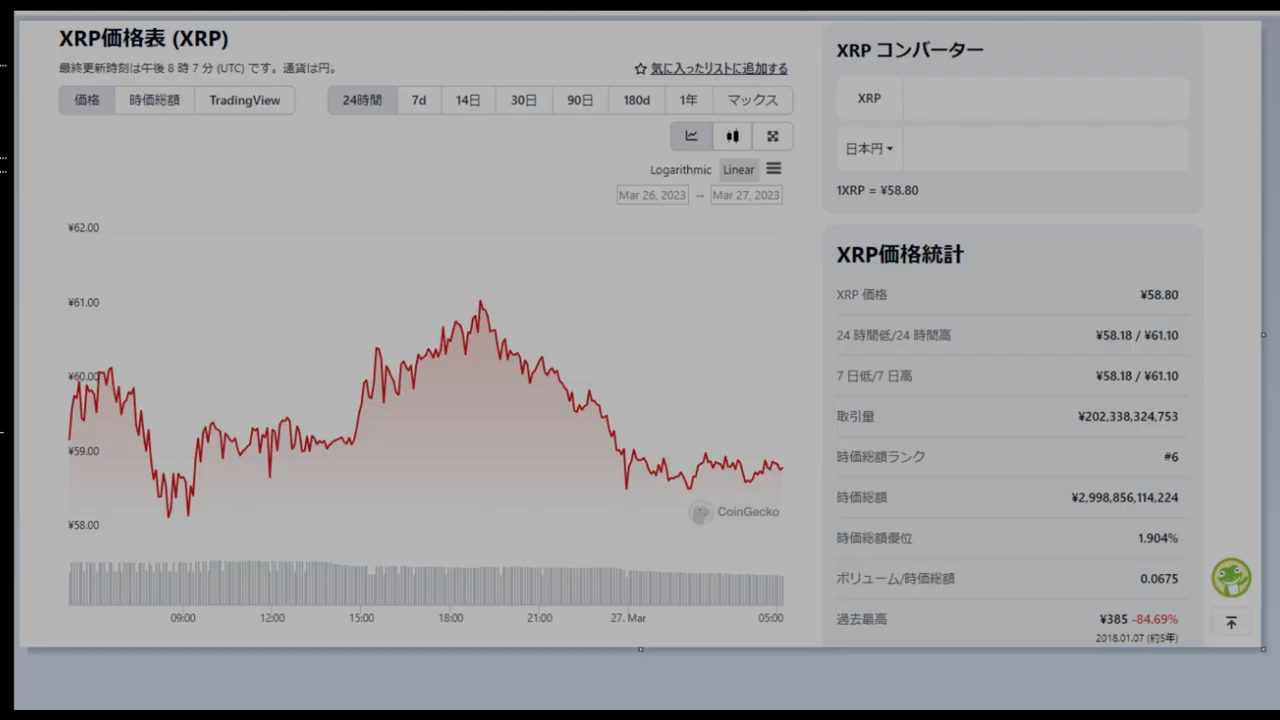 XRP価格表 (XRP)
最終更新時刻は午後 8 時 7 分 (UTC) です。通貨は円。
気に入ったリストに追加する
価格 時価総額 TradingView
24時間 7d 14日 30日 90日 180d 1年 マックス
Logarithmic Linear
Mar 26, 2023 → Mar 27, 2023
¥62.00
¥61.00
¥60.00
¥59.00
¥58.00
CoinGecko
09:00 12:00 15:00 18:00 21:00 27. Mar 05:00
XRP コンバーター
XRP
日本円
1XRP = ¥58.80
XRP価格統計
XRP 価格 ¥58.80
24 時間低/24 時間高 ¥58.18 / ¥61.10
7 日低/7 日高 ¥58.18 / ¥61.10
取引量 ¥202,338,324,753
時価総額ランク #6
時価総額 ¥2,998,856,114,224
時価総額優位 1.904%
ボリューム/時価総額 0.0675
過去最高 ¥385 -84.69%
2018.01.07 (約5年)